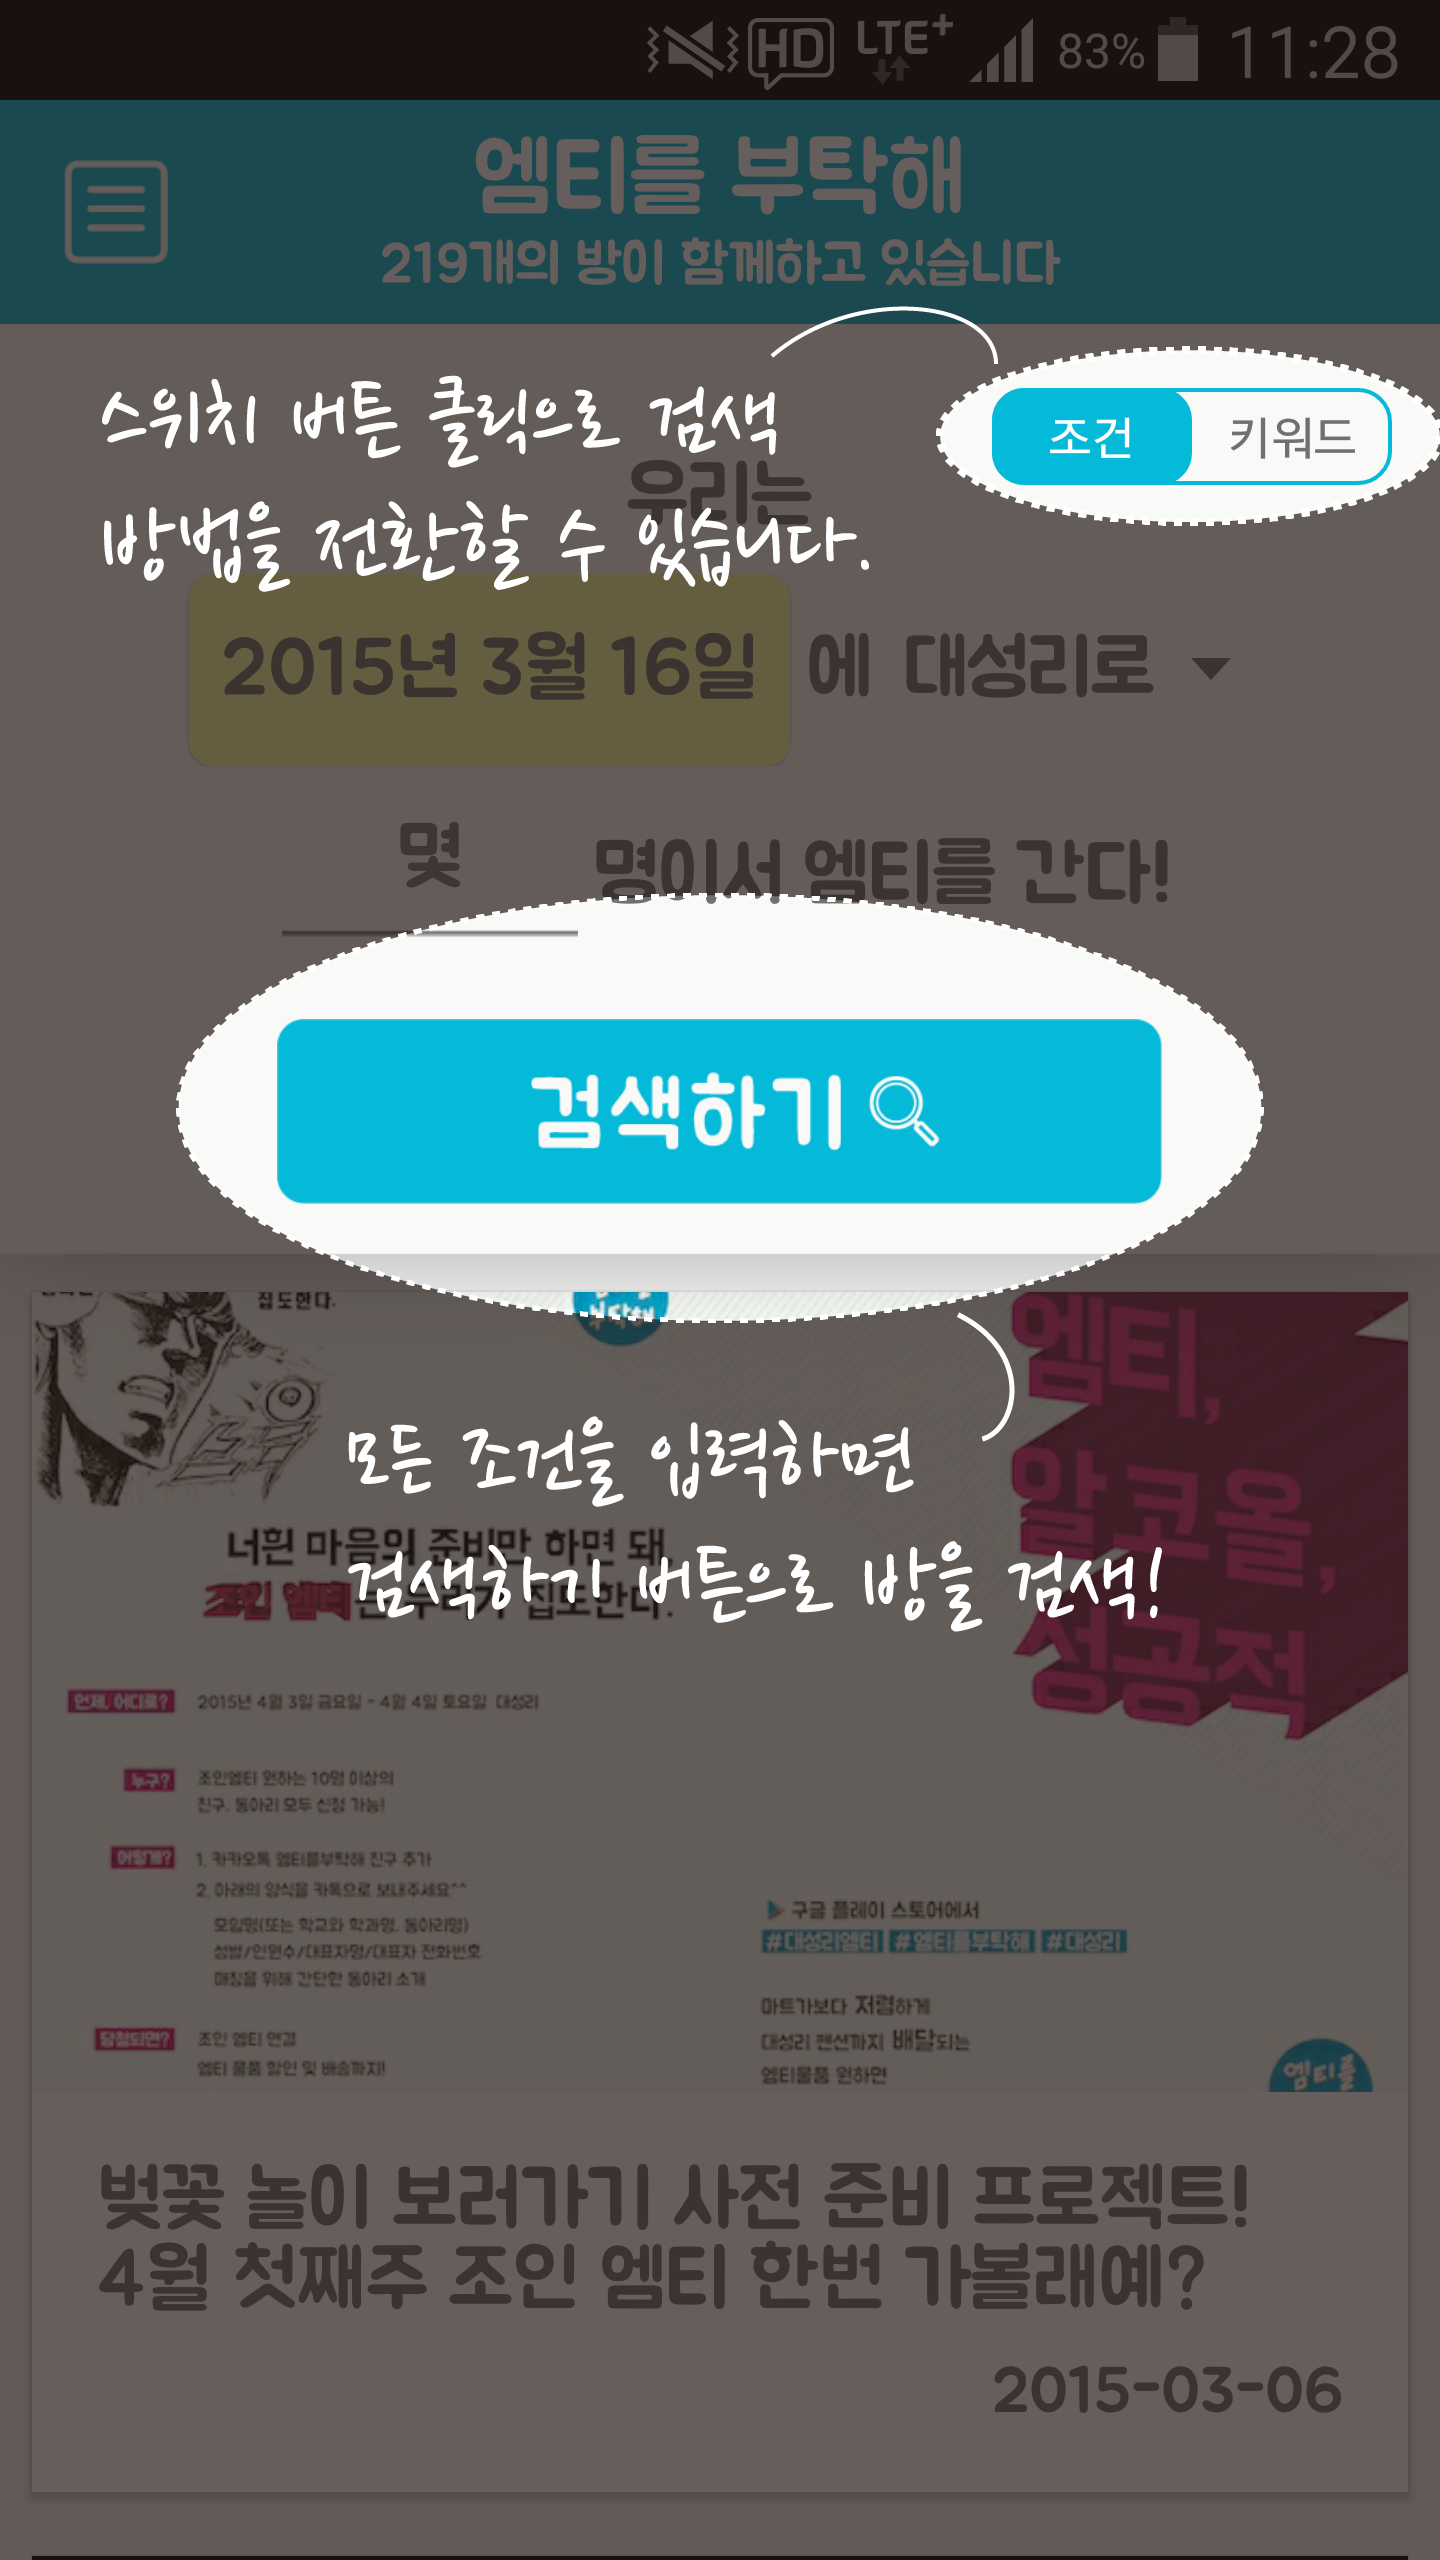 HD LTE+ 83% 11:28
엠티를 부탁해
219개의 방이 함께하고 있습니다
스위치 버튼 클릭으로 검색
방법을 전환할 수 있습니다.
조건 키워드
우리는
2015년 3월 16일 에 대성리로
몇 명이서 엠티를 간다!
검색하기
집도한다.
부탁해
엠티,
알코올,
성공적
모든 조건을 입력하면
검색하기 버튼으로 방을 검색!
너흰 마음의 준비만 하면 돼,
조인 엠티 집도한다.
언제, 어디로? 2015년 4월 3일 금요일 - 4월 4일 토요일 대성리
누구? 조인엠티 원하는 10명 이상의
친구, 동아리 모두 신청 가능!
어떻게? 1. 카카오톡 엠티를부탁해 친구 추가
2. 아래의 양식을 카톡으로 보내주세요^^
모임명(또는 학교와 학과명, 동아리명)
성별/인원수/대표자명/대표자 전화번호
매칭을 위해 간단한 동아리 소개
당첨되면? 조인 엠티 연결
엠티 물품 할인 및 배송까지!
구글 플레이 스토어에서
#대성리엠티 #엠티를부탁해 #대성리
마트가보다 저렴하게
대성리 펜션까지 배달되는
엠티물품 원하면
엠티를
벚꽃 놀이 보러가기 사전 준비 프로젝트!
4월 첫째주 조인 엠티 한번 가볼래예?
2015-03-06